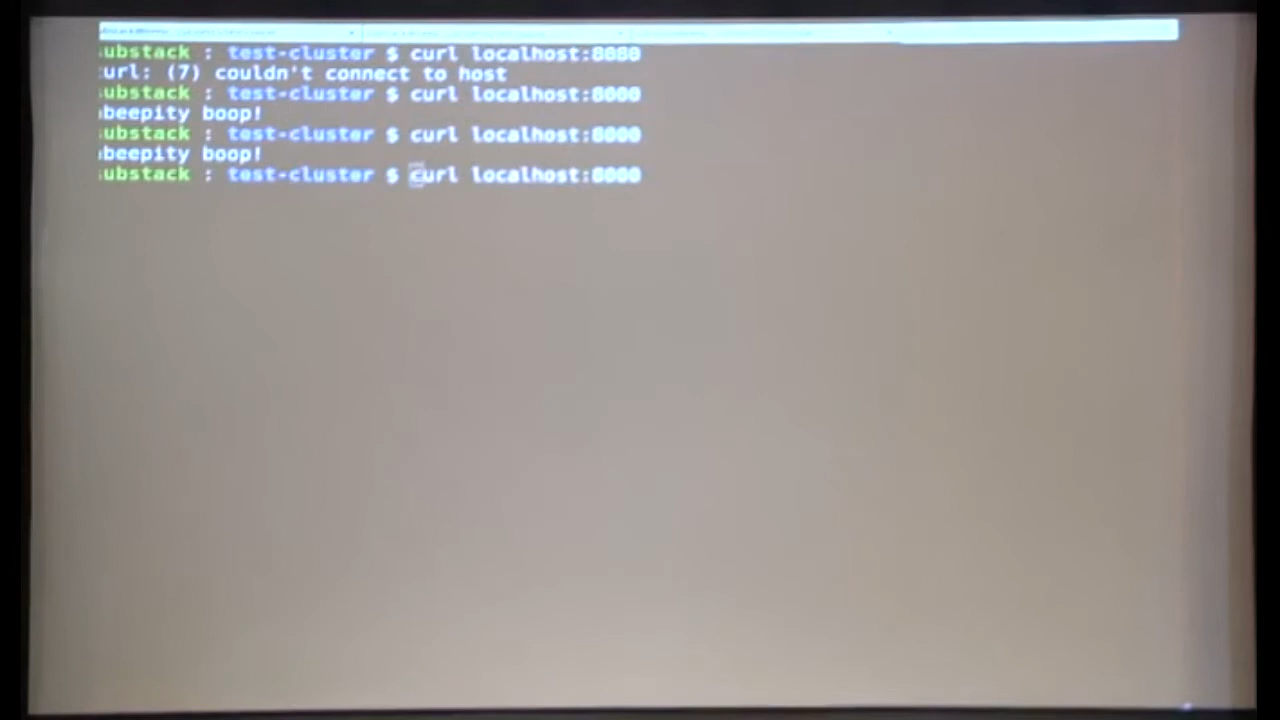 ubstack : test-cluster $ curl localhost:8080
url: (7) couldn't connect to host
ubstack : test-cluster $ curl localhost:8000
beepity boop!
ubstack : test-cluster $ curl localhost:8000
beepity boop!
ubstack : test-cluster $ curl localhost:8000